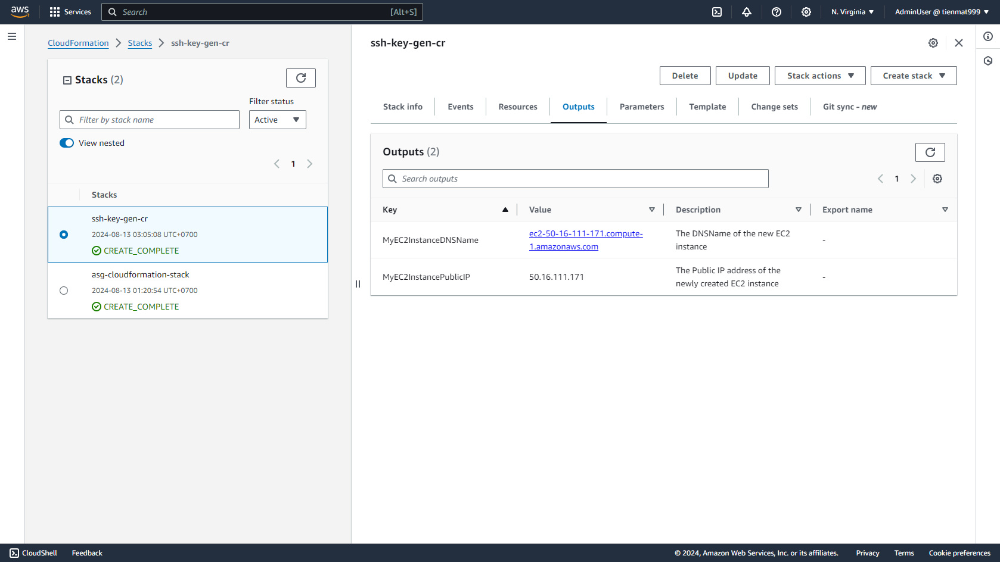 aws
Services
Search
[Alt+S]
N. Virginia
AdminUser @ tienmat999
CloudFormation
Stacks
ssh-key-gen-cr
Stacks (2)
Filter status
Filter by stack name
Active
View nested
1
Stacks
ssh-key-gen-cr
2024-08-13 03:05:08 UTC+0700
CREATE_COMPLETE
asg-cloudformation-stack
2024-08-13 01:20:54 UTC+0700
CREATE_COMPLETE
ssh-key-gen-cr
Delete
Update
Stack actions
Create stack
Stack info
Events
Resources
Outputs
Parameters
Template
Change sets
Git sync - new
Outputs (2)
Search outputs
1
Key
Value
Description
Export name
MyEC2InstanceDNSName
ec2-50-16-111-171.compute-
1.amazonaws.com
The DNSName of the new EC2
instance
-
MyEC2InstancePublicIP
50.16.111.171
The Public IP address of the
newly created EC2 instance
-
CloudShell
Feedback
© 2024, Amazon Web Services, Inc. or its affiliates.
Privacy
Terms
Cookie preferences